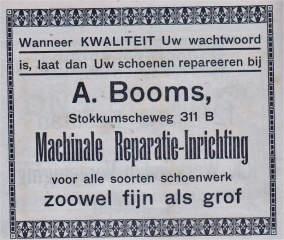 Wanneer KWALITEIT Uw wachtwoord
is, laat dan Uw schoenen repareeren bij
A. Booms,
Stokkumscheweg 311 B
Machinale Reparatie-Inrichting
voor alle soorten schoenwerk
zoowel fijn als grof